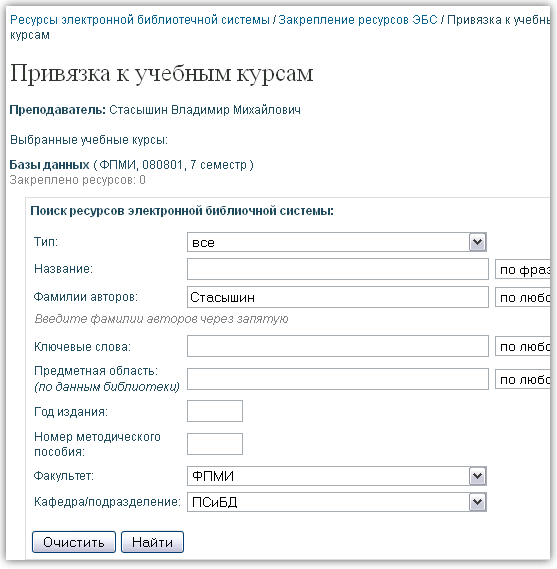 Ресурсы электронной библиотечной системы / Закрепление ресурсов ЭБС / Привязка к учебны
курсам
Привязка к учебным курсам
Преподаватель: Стасышин Владимир Михайлович
Выбранные учебные курсы:
Базы данных ( ФПМИ, 080801, 7 семестр )
Закреплено ресурсов: 0
Поиск ресурсов электронной библиочной системы:
Тип: все
Название: по фраз
Фамилии авторов: Стасышин по любо
Введите фамилии авторов через запятую
Ключевые слова: по любо
Предметная область:
(по данным библиотеки) по любо
Год издания:
Номер методического
пособия:
Факультет: ФПМИ
Кафедра/подразделение: ПСиБД
Очистить Найти